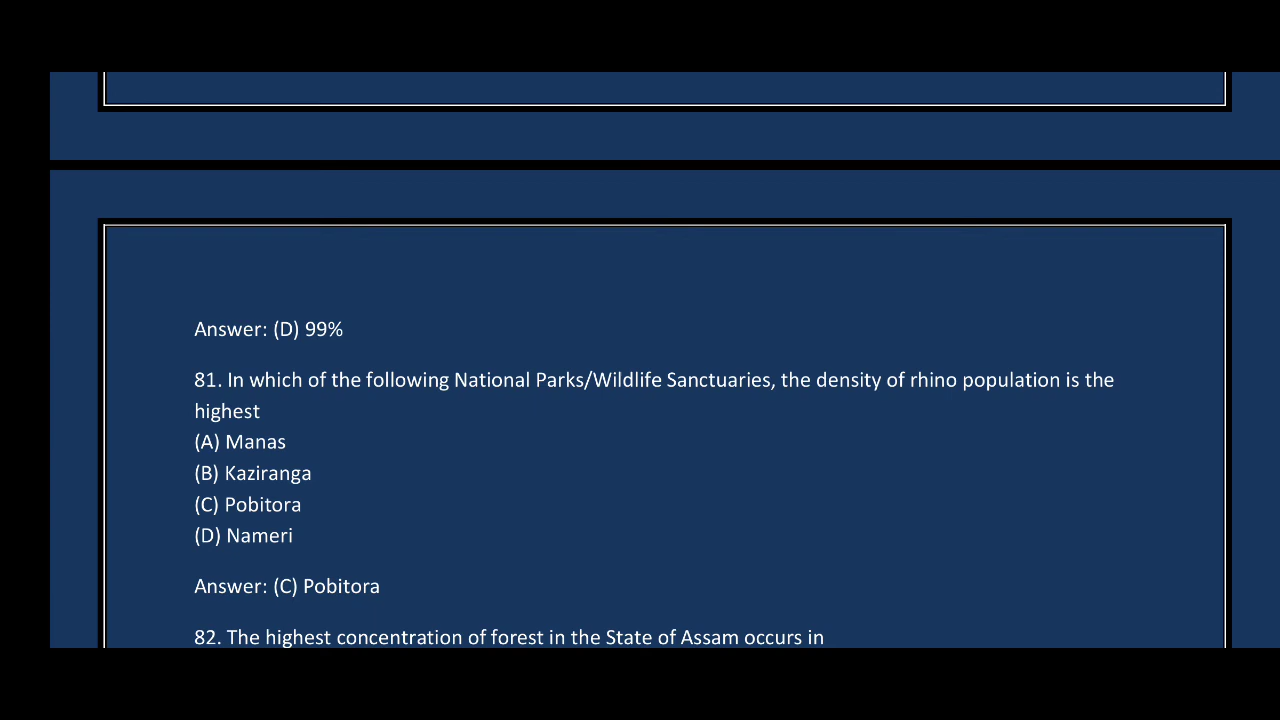 Answer: (D) 99%
81. In which of the following National Parks/Wildlife Sanctuaries, the density of rhino population is the
highest
(A) Manas
(B) Kaziranga
(C) Pobitora
(D) Nameri
Answer: (C) Pobitora
82. The highest concentration of forest in the State of Assam occurs in